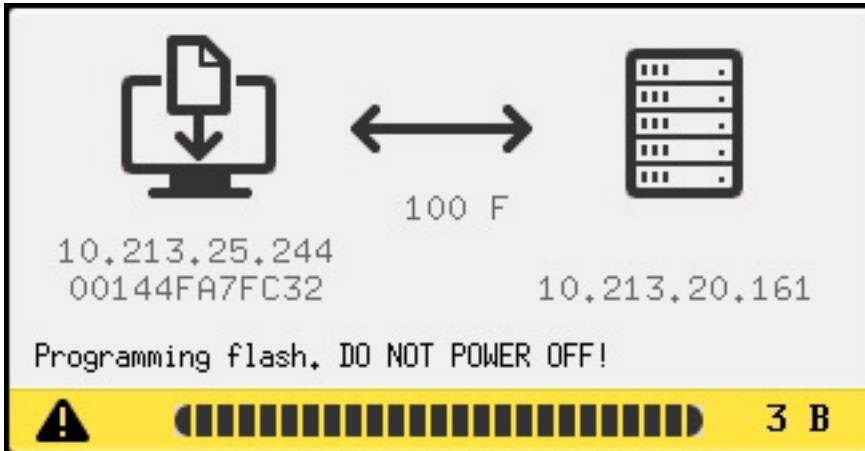 100 F
10.213.25.244
00144FA7FC32
10.213.20.161
Programming flash. DO NOT POWER OFF!
3 B